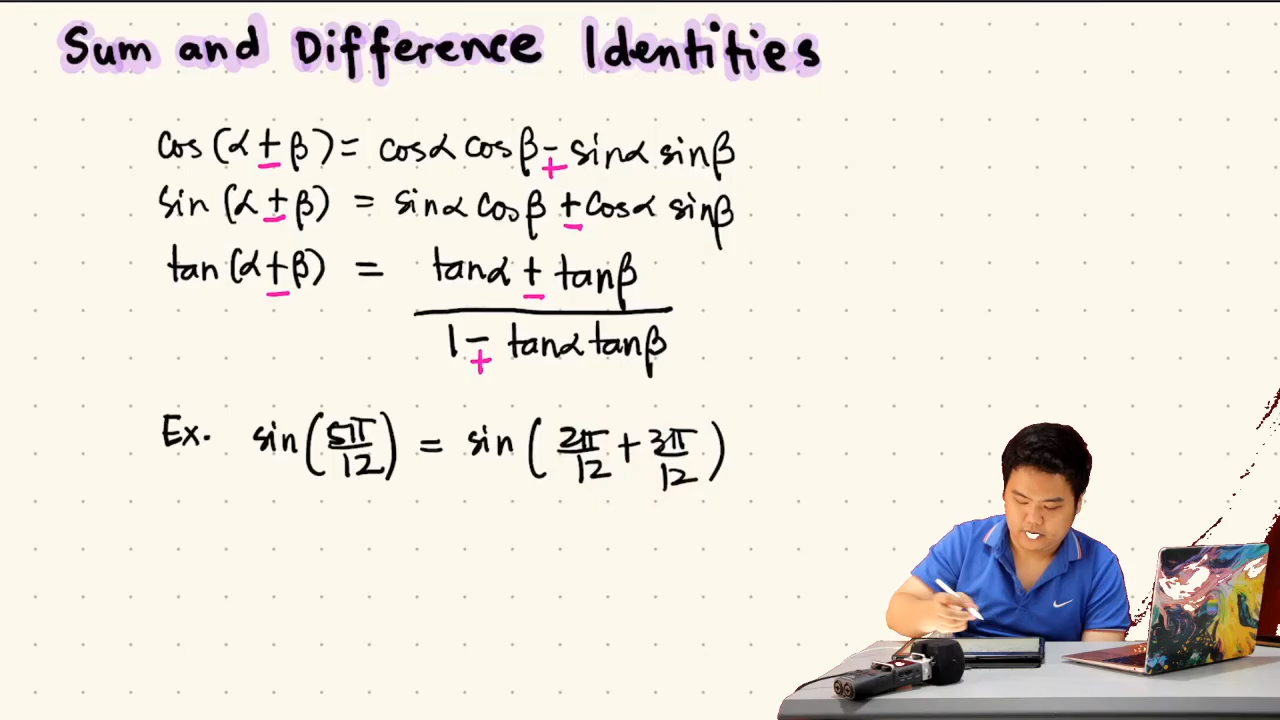 Sum and Difference Identities
cos (α ± β) = cosα cosβ ∓ sinα sinβ
sin (α ± β) = sinα cosβ ± cosα sinβ
tan (α ± β) = tanα ± tanβ
1 ∓ tanα tanβ
Ex. sin(5π/12) = sin(2π/12 + 3π/12)